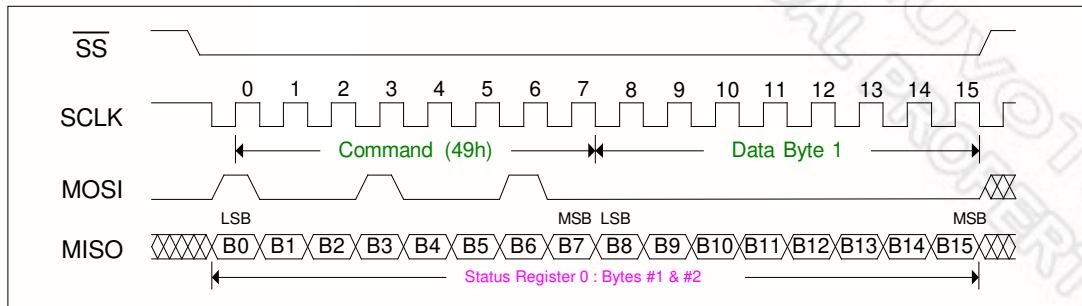 SS
0 1 2 3 4 5 6 7 8 9 10 11 12 13 14 15
SCLK
Command (49h) Data Byte 1
MOSI
LSB MSB LSB MSB
MISO B0 B1 B2 B3 B4 B5 B6 B7 B8 B9 B10 B11 B12 B13 B14 B15
Status Register 0 : Bytes #1 & #2